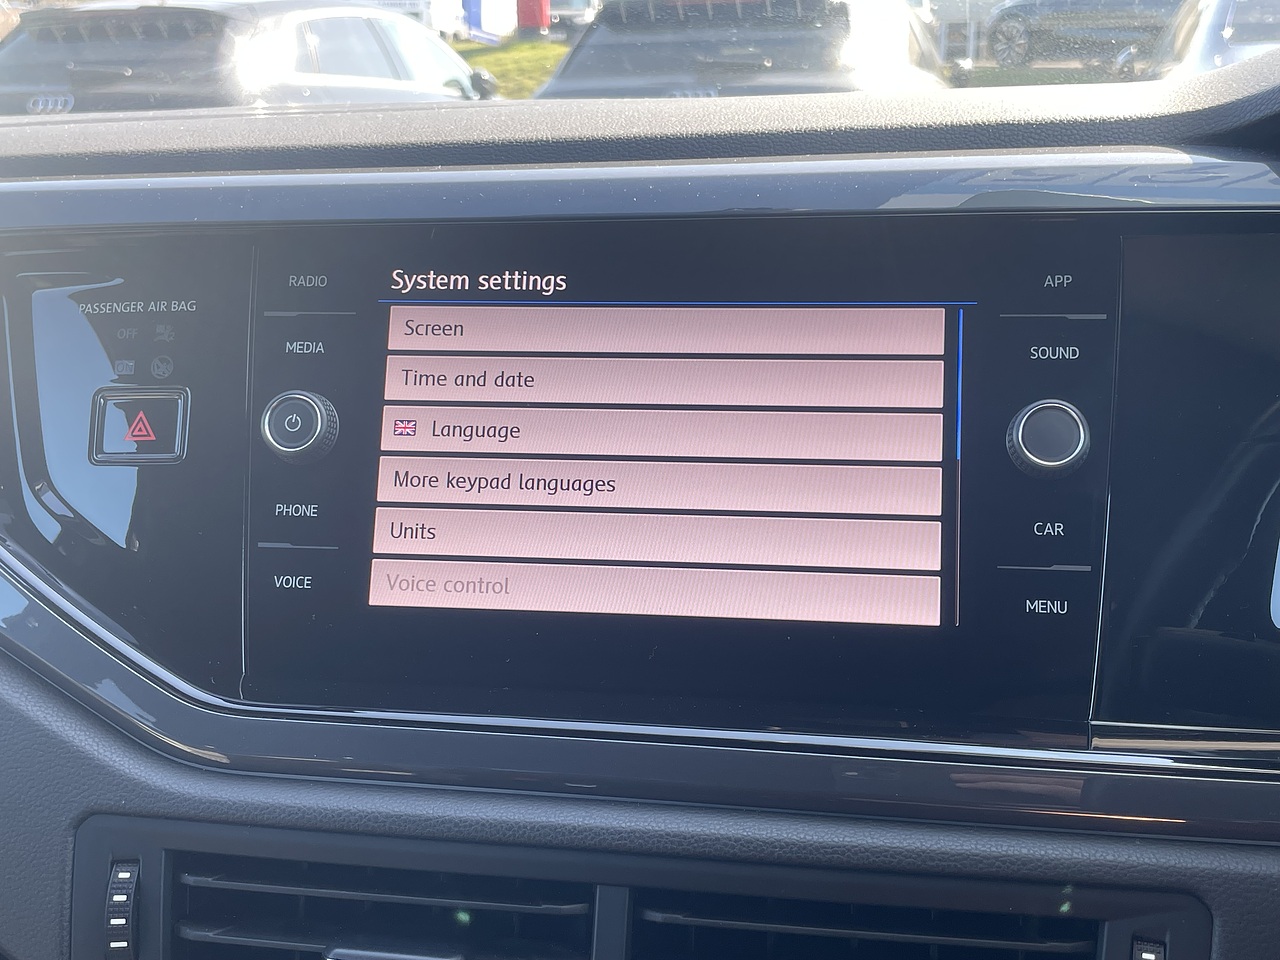 PASSENGER AIR BAG
OFF
ON
RADIO
MEDIA
PHONE
VOICE
System settings
Screen
Time and date
Language
More keypad languages
Units
Voice control
APP
SOUND
CAR
MENU